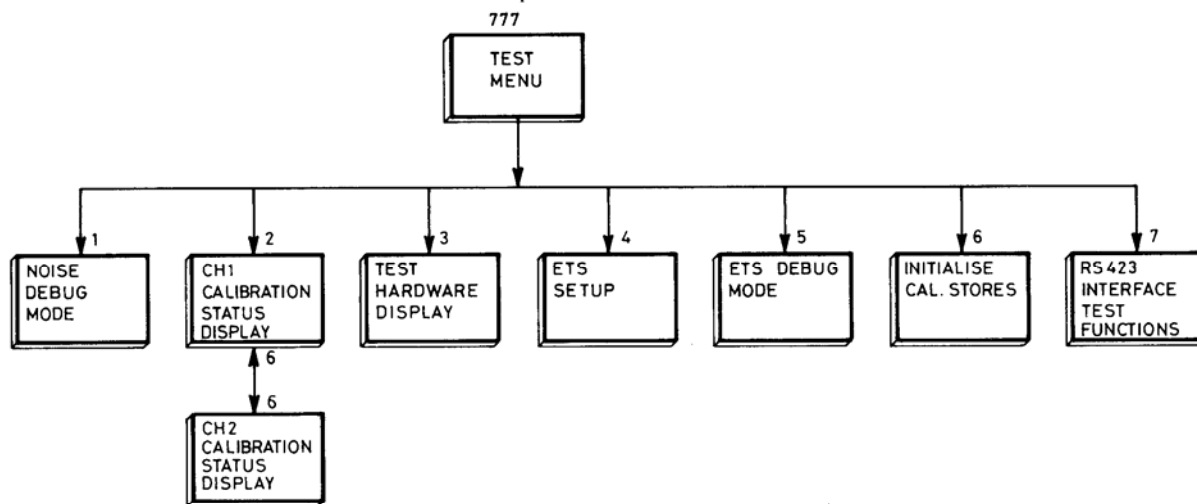 777
TEST
MENU
1
NOISE
DEBUG
MODE
2
CH1
CALIBRATION
STATUS
DISPLAY
3
TEST
HARDWARE
DISPLAY
4
ETS
SETUP
5
ETS DEBUG
MODE
6
INITIALISE
CAL. STORES
7
RS423
INTERFACE
TEST
FUNCTIONS
6
6
CH2
CALIBRATION
STATUS
DISPLAY